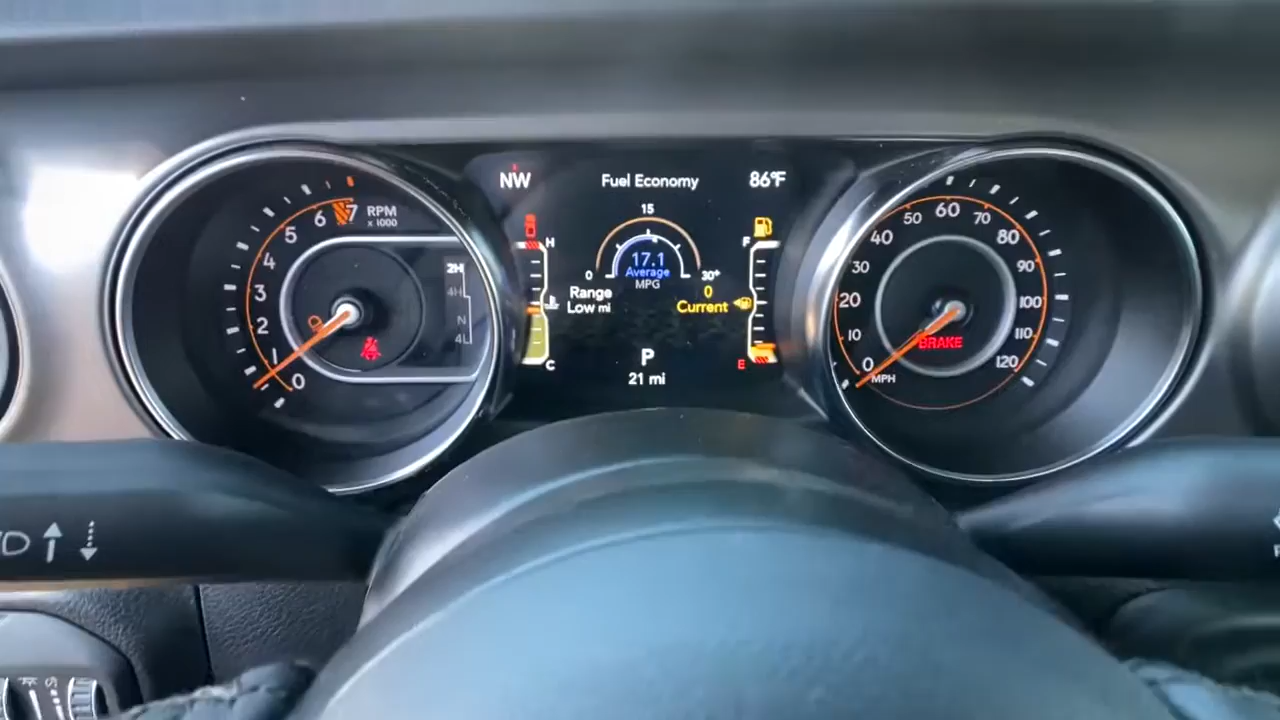 NW
Fuel Economy
86°F
15
0
30+
17.1
Average
MPG
Range
Low mi
0
Current
H
C
F
E
P
21 mi
0
1
2
3
4
5
6
7
RPM
x 1000
2H
4H
N
4L
0
10
20
30
40
50
60
70
80
90
100
110
120
MPH
BRAKE